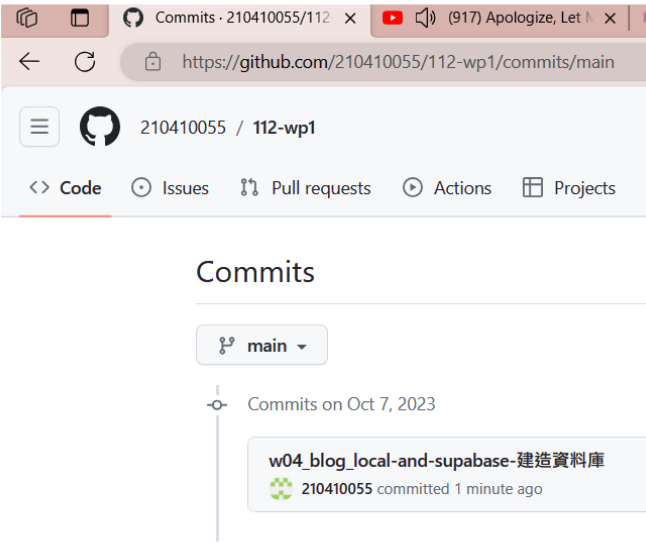 Commits · 210410055/112-
(917) Apologize, Let
https://github.com/210410055/112-wp1/commits/main
210410055 / 112-wp1
Code Issues Pull requests Actions Projects
Commits
main
Commits on Oct 7, 2023
w04_blog_local-and-supabase-建造資料庫
210410055 committed 1 minute ago